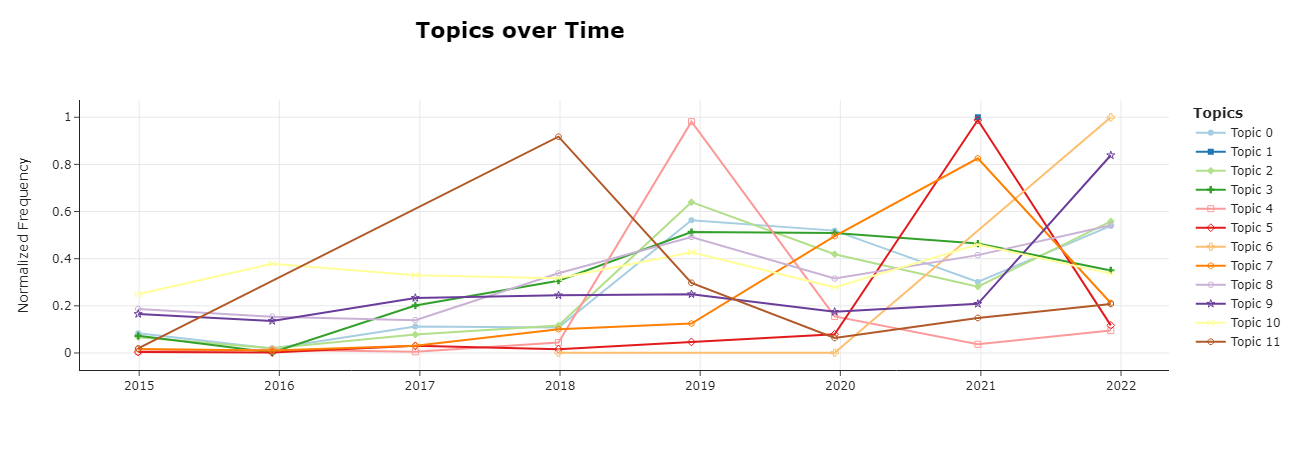 Topics over Time
Normalized Frequency
1
0.8
0.6
0.4
0.2
0
2015
2016
2017
2018
2019
2020
2021
2022
Topics
Topic 0
Topic 1
Topic 2
Topic 3
Topic 4
Topic 5
Topic 6
Topic 7
Topic 8
Topic 9
Topic 10
Topic 11